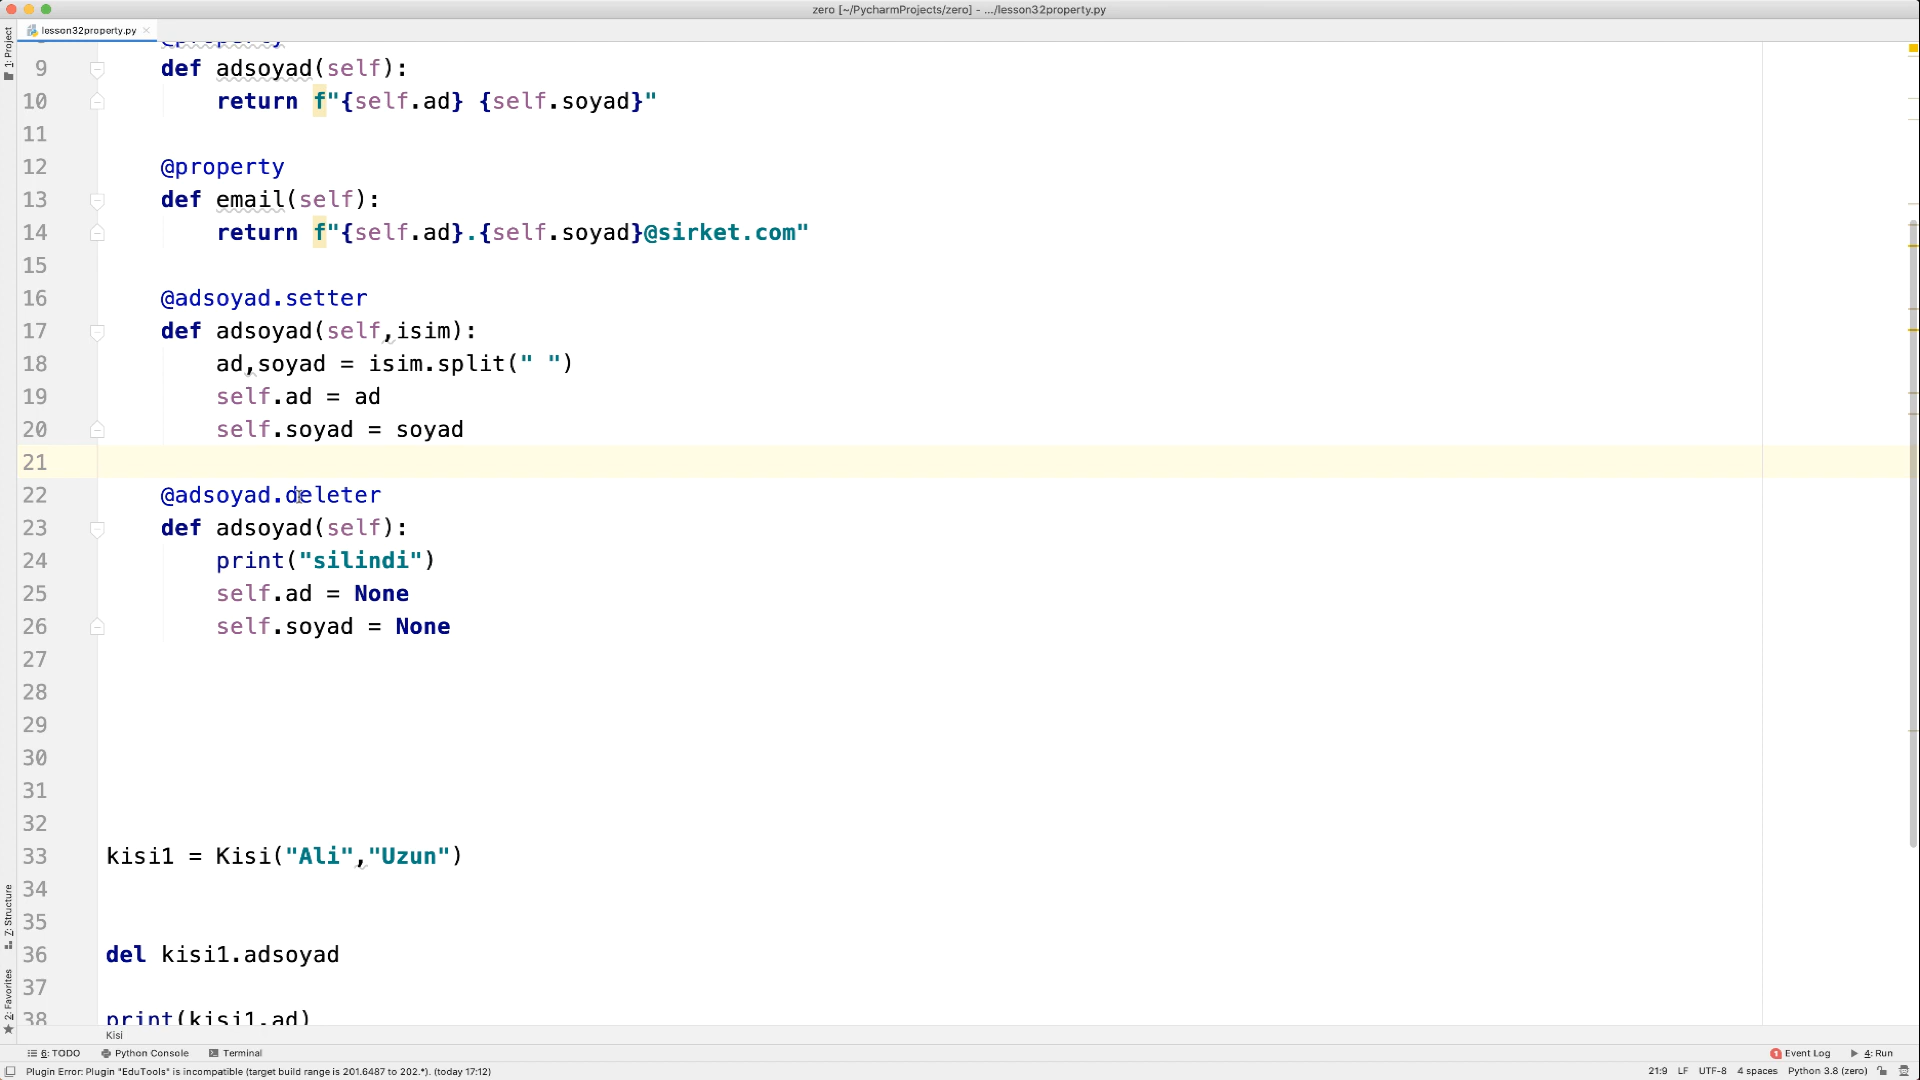 zero [~/PycharmProjects/zero] - .../lesson32property.py
lesson32property.py
1: Project
@property
9 def adsoyad(self):
10 return f"{self.ad} {self.soyad}"
11
12 @property
13 def email(self):
14 return f"{self.ad}.{self.soyad}@sirket.com"
15
16 @adsoyad.setter
17 def adsoyad(self,isim):
18 ad,soyad = isim.split(" ")
19 self.ad = ad
20 self.soyad = soyad
21
22 @adsoyad.deleter
23 def adsoyad(self):
24 print("silindi")
25 self.ad = None
26 self.soyad = None
27
28
29
30
31
32
33 kisi1 = Kisi("Ali","Uzun")
34
35
36 del kisi1.adsoyad
37
38 print(kisi1.ad)
7: Structure
2: Favorites
Kisi
6: TODO Python Console Terminal
1 Event Log 4: Run
Plugin Error: Plugin "EduTools" is incompatible (target build range is 201.6487 to 202.*). (today 17:12)
21:9 LF UTF-8 4 spaces Python 3.8 (zero)